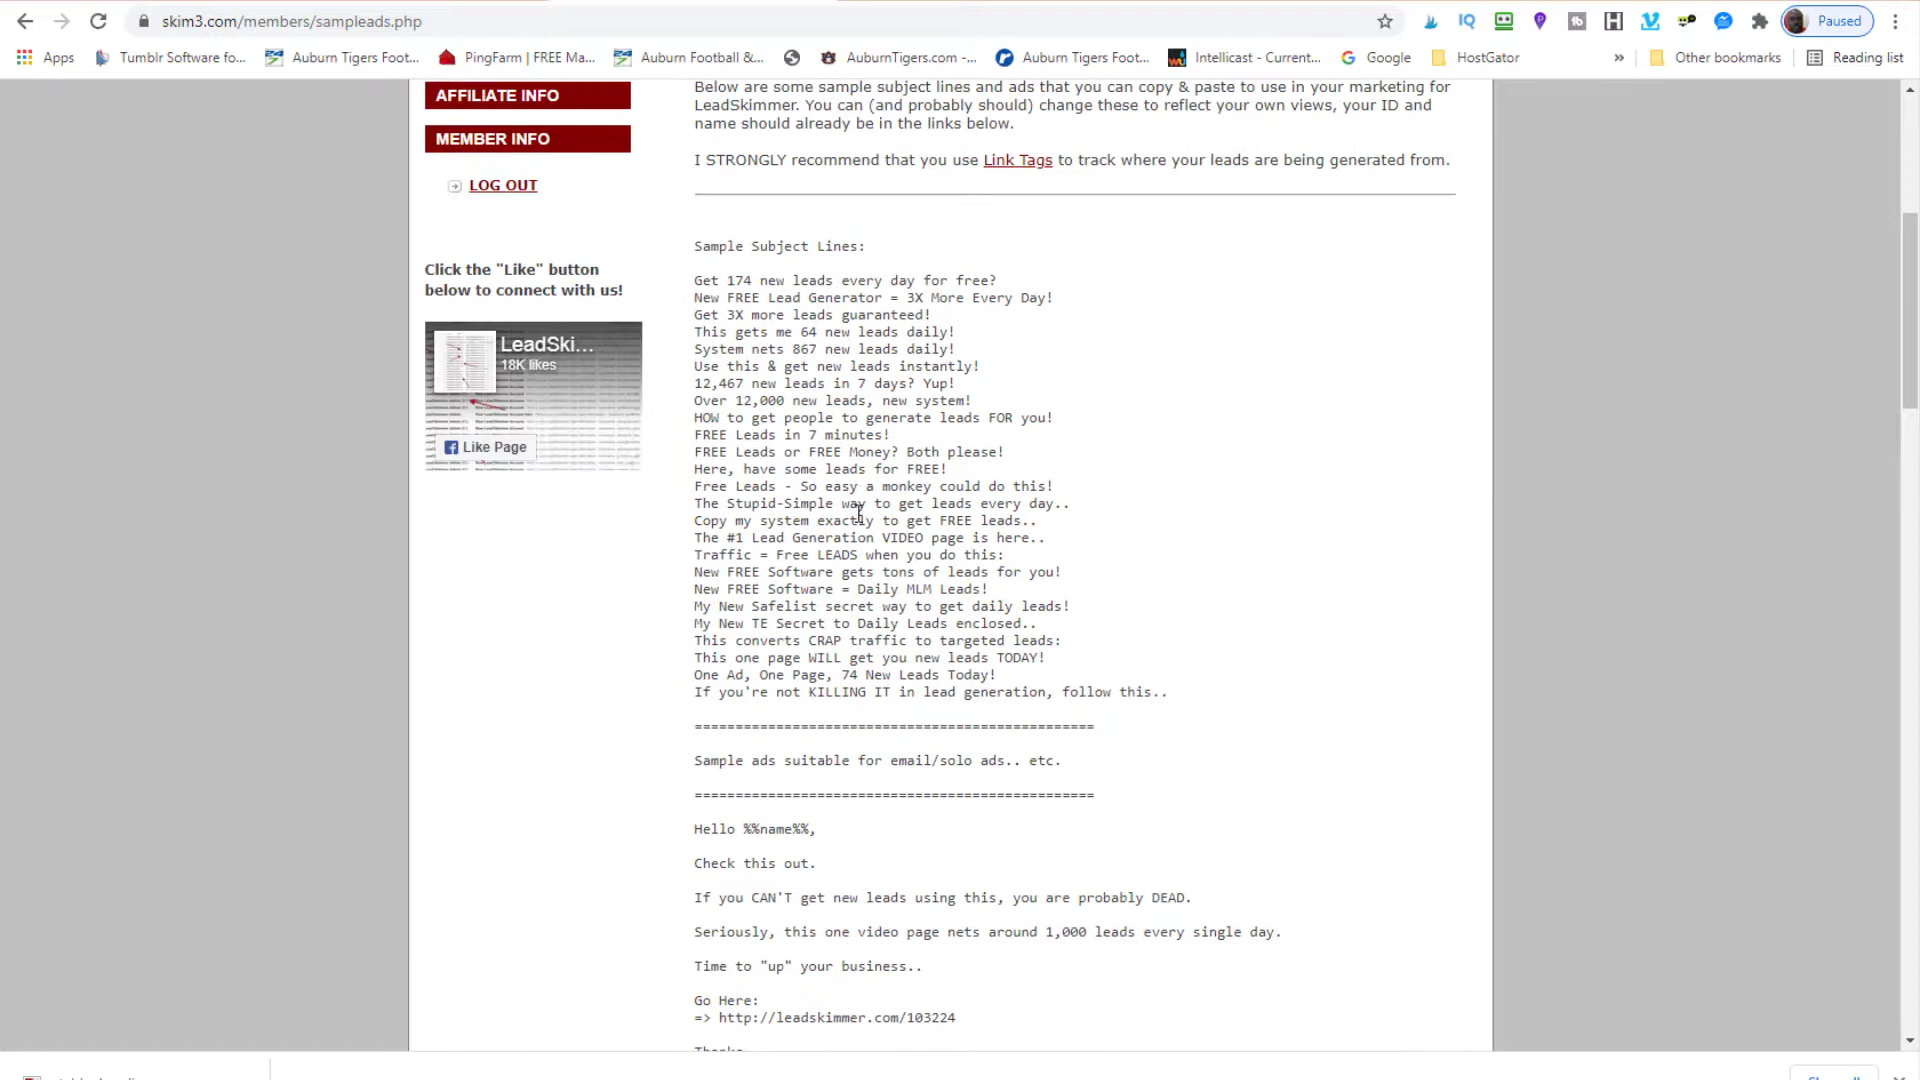 skim3.com/members/sampleads.php
Paused
Apps
Tumblr Software fo...
Auburn Tigers Foot...
PingFarm | FREE Ma...
Auburn Football &...
AuburnTigers.com -...
Auburn Tigers Foot...
Intellicast - Current...
Google
HostGator
»
Other bookmarks
Reading list
AFFILIATE INFO
MEMBER INFO
LOG OUT
Click the "Like" button
below to connect with us!
LeadSki...
18K likes
Like Page
Below are some sample subject lines and ads that you can copy & paste to use in your marketing for
LeadSkimmer. You can (and probably should) change these to reflect your own views, your ID and
name should already be in the links below.
I STRONGLY recommend that you use Link Tags to track where your leads are being generated from.
Sample Subject Lines:
Get 174 new leads every day for free?
New FREE Lead Generator = 3X More Every Day!
Get 3X more leads guaranteed!
This gets me 64 new leads daily!
System nets 867 new leads daily!
Use this & get new leads instantly!
12,467 new leads in 7 days? Yup!
Over 12,000 new leads, new system!
HOW to get people to generate leads FOR you!
FREE Leads in 7 minutes!
FREE Leads or FREE Money? Both please!
Here, have some leads for FREE!
Free Leads - So easy a monkey could do this!
The Stupid-Simple way to get leads every day..
Copy my system exactly to get FREE leads..
The #1 Lead Generation VIDEO page is here..
Traffic = Free LEADS when you do this:
New FREE Software gets tons of leads for you!
New FREE Software = Daily MLM Leads!
My New Safelist secret way to get daily leads!
My New TE Secret to Daily Leads enclosed..
This converts CRAP traffic to targeted leads:
This one page WILL get you new leads TODAY!
One Ad, One Page, 74 New Leads Today!
If you're not KILLING IT in lead generation, follow this..
=================================================
Sample ads suitable for email/solo ads.. etc.
=================================================
Hello %%name%%,
Check this out.
If you CAN'T get new leads using this, you are probably DEAD.
Seriously, this one video page nets around 1,000 leads every single day.
Time to "up" your business..
Go Here:
=> http://leadskimmer.com/103224